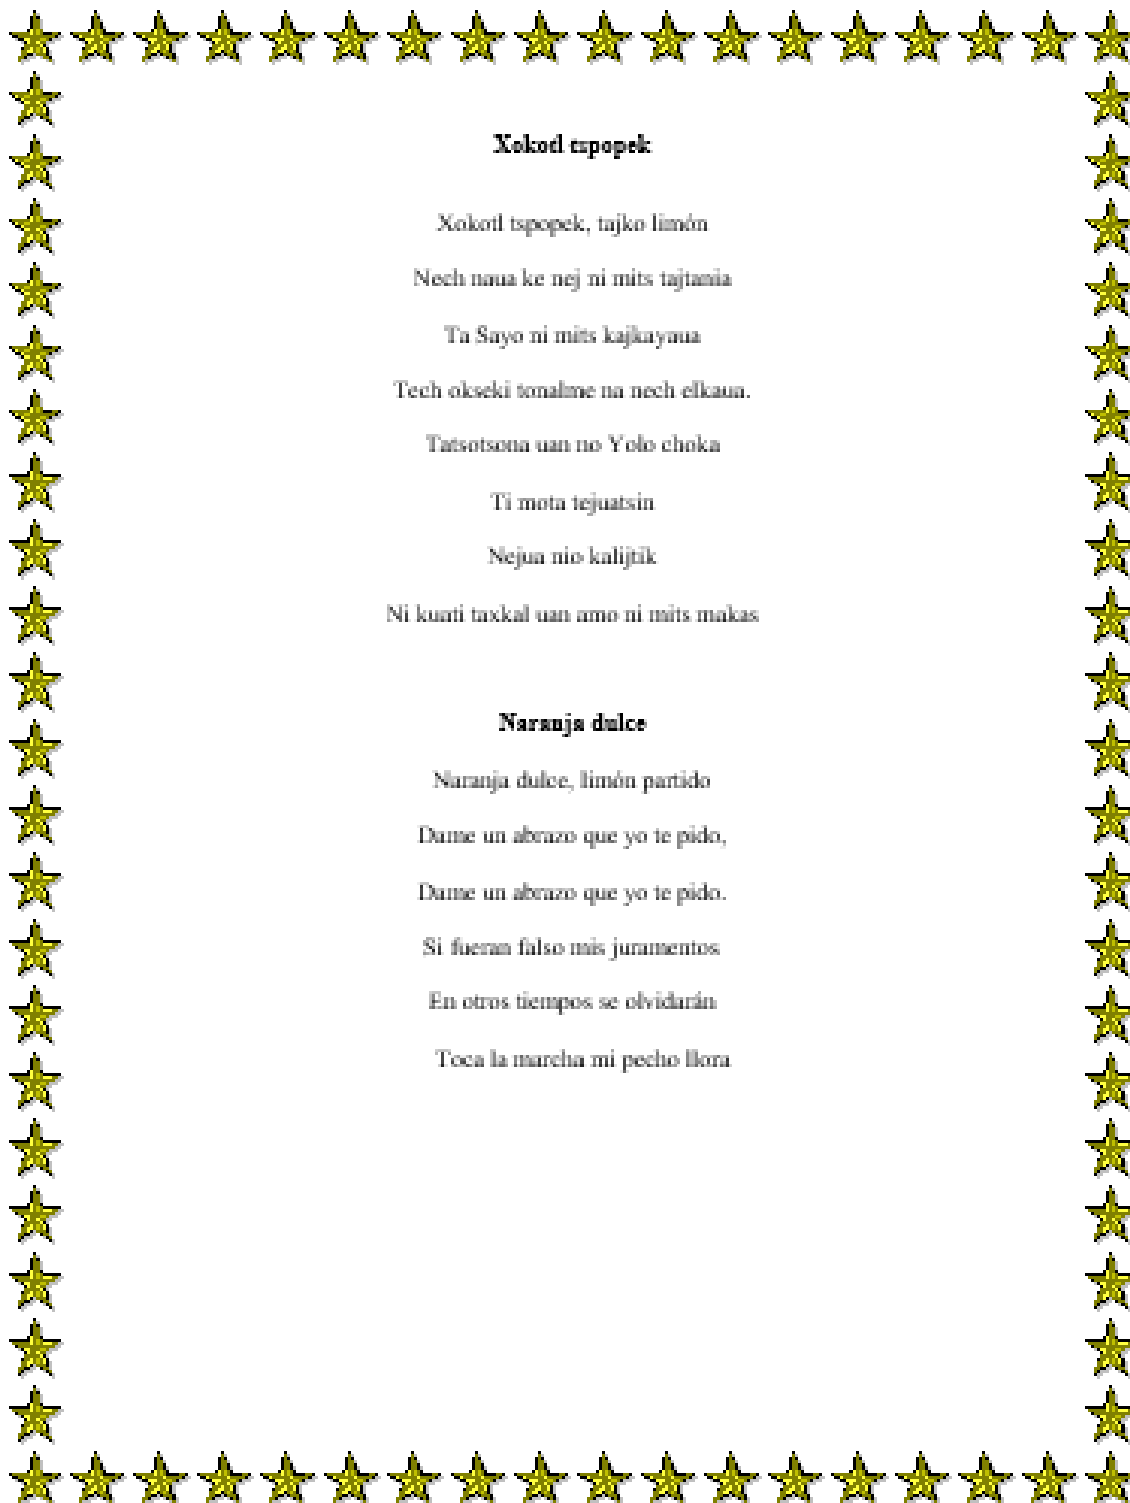 Xokotl tspopek
Xokotl tspopek, tajko limón
Nech naua ke nej ni mits tajtania
Ta Sayo ni mits kajkayaua
Tech okseki tonalme na nech elkaua.
Tatsotsona uan no Yolo choka
Ti mota tejuatsin
Nejua nio kalijtik
Ni kuati taxkal uan amo ni mits makas
Naranja dulce
Naranja dulce, limón partido
Dame un abrazo que yo te pido,
Dame un abrazo que yo te pido.
Si fueran falso mis juramentos
En otros tiempos se olvidarán
Toca la marcha mi pecho llora